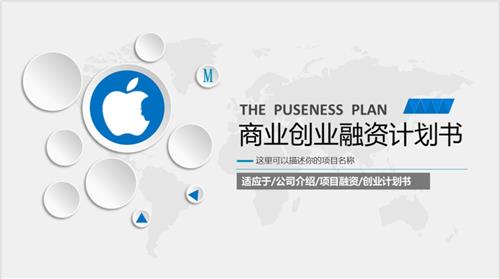 M
THE PUSENESS PLAN
商业创业融资计划书
这里可以描述你的项目名称
适应于/公司介绍/项目融资/创业计划书